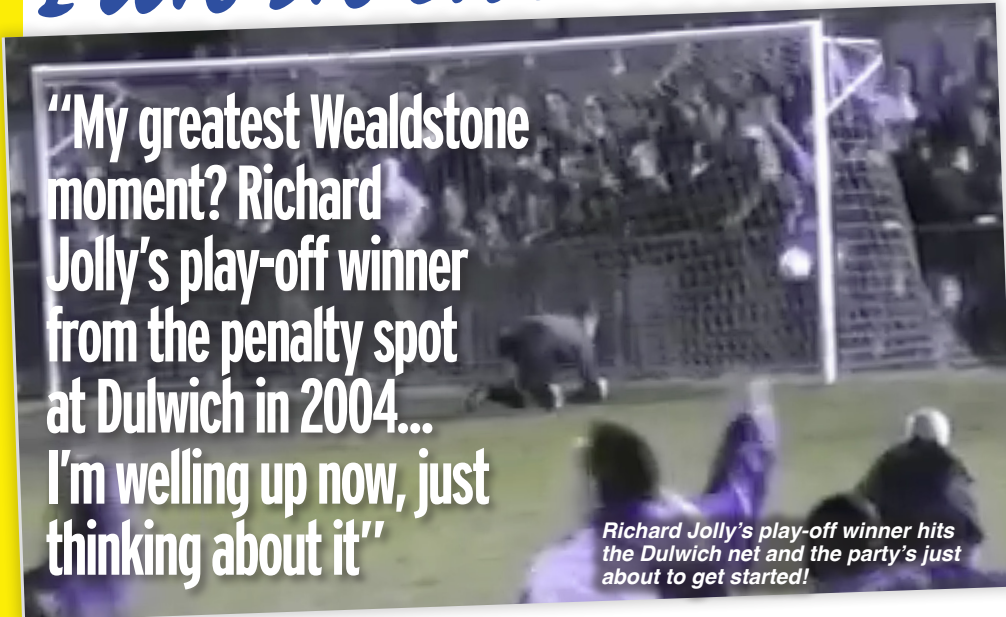 “My greatest Wealdstone
moment? Richard
Jolly’s play-off winner
from the penalty spot
at Dulwich in 2004...
I’m welling up now, just
thinking about it”
Richard Jolly’s play-off winner hits
the Dulwich net and the party’s just
about to get started!